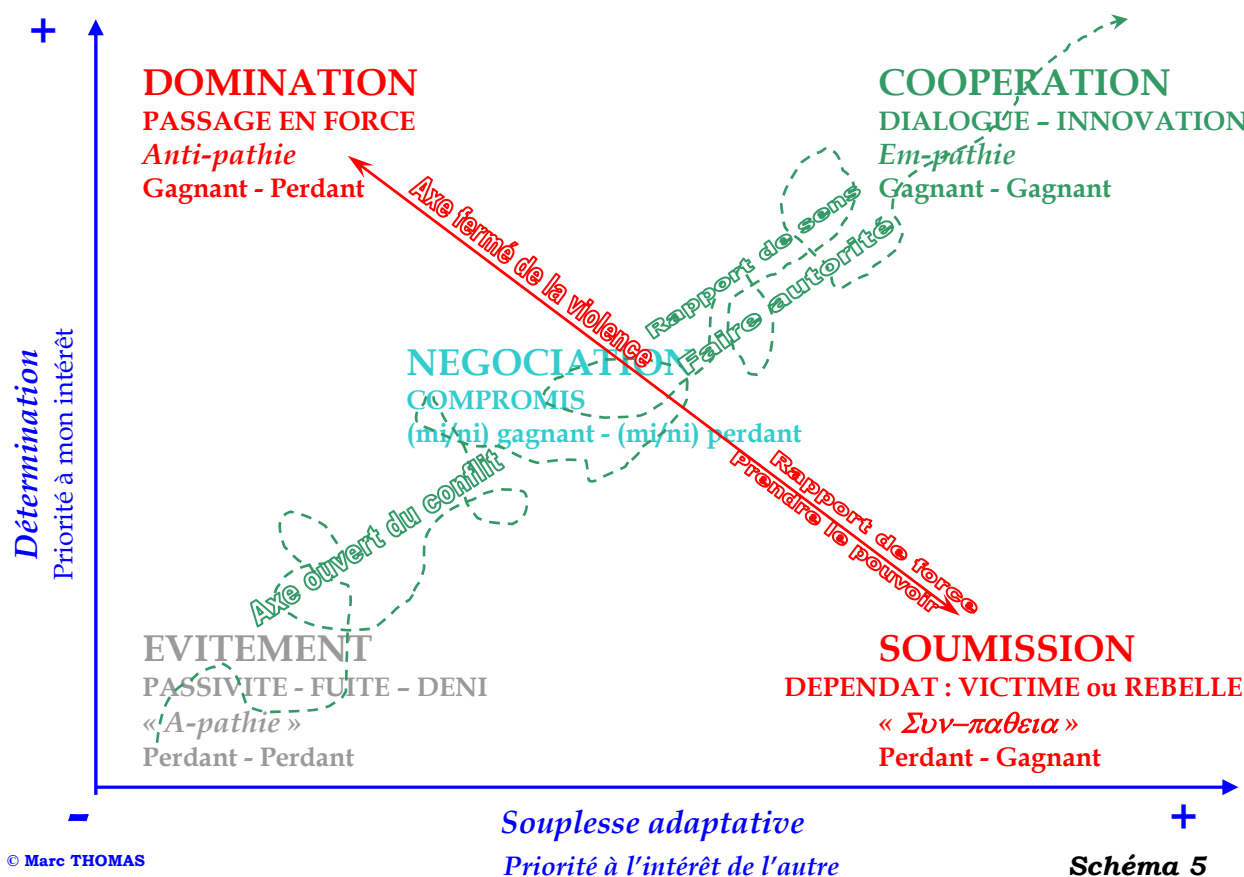 +
DOMINATION
PASSAGE EN FORCE
Anti-pathie
Gagnant - Perdant
COOPERATION
DIALOGUE – INNOVATION
Em-pathie
Gagnant - Gagnant
Axe fermé de la violence
Rapport de sens
Faire autorité
NEGOCIATION
COMPROMIS
(mi/ni) gagnant - (mi/ni) perdant
Détermination
Priorité à mon intérêt
Axe ouvert du conflit
Rapport de force
Prendre le pouvoir
EVITEMENT
PASSIVITE - FUITE – DENI
« A-pathie »
Perdant - Perdant
SOUMISSION
DEPENDAT : VICTIME ou REBELLE
« Συν–παθεια »
Perdant - Gagnant
-
Souplesse adaptative
+
Priorité à l’intérêt de l’autre
© Marc THOMAS
Schéma 5